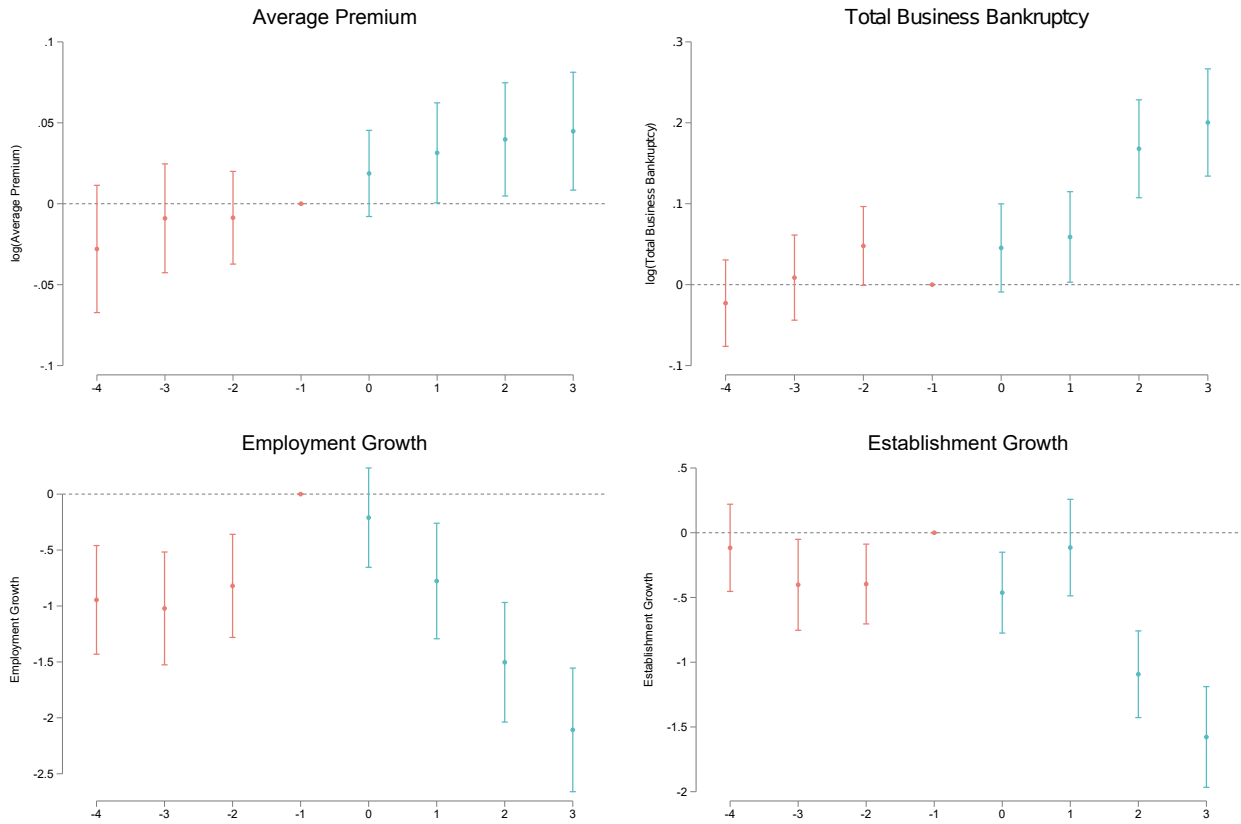 Average Premium
log(Average Premium)
.1
.05
0
-.05
-.1
-4 -3 -2 -1 0 1 2 3
Total Business Bankruptcy
log(Total Business Bankruptcy)
.3
.2
.1
0
-.1
-4 -3 -2 -1 0 1 2 3
Employment Growth
Employment Growth
0
-.5
-1
-1.5
-2
-2.5
-4 -3 -2 -1 0 1 2 3
Establishment Growth
Establishment Growth
.5
0
-.5
-1
-1.5
-2
-4 -3 -2 -1 0 1 2 3